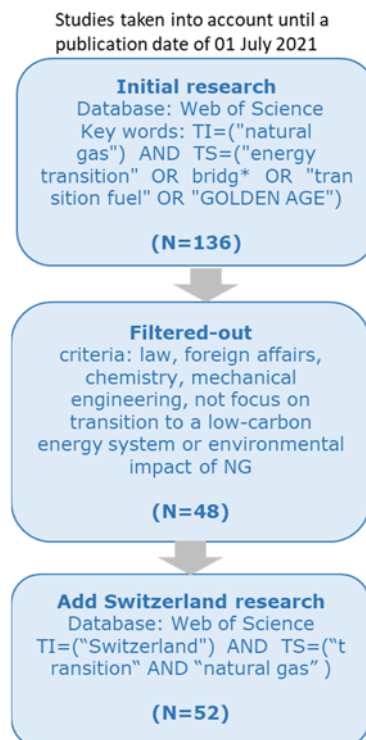 Studies taken into account until a
publication date of 01 July 2021
Initial research
Database: Web of Science
Key words: TI=("natural
gas") AND TS=("energy
transition" OR bridg* OR "tran
sition fuel" OR "GOLDEN AGE")
(N=136)
Filtered-out
criteria: law, foreign affairs,
chemistry, mechanical
engineering, not focus on
transition to a low-carbon
energy system or environmental
impact of NG
(N=48)
Add Switzerland research
Database: Web of Science
TI=(“Switzerland") AND TS=(“t
ransition“ AND “natural gas” )
(N=52)